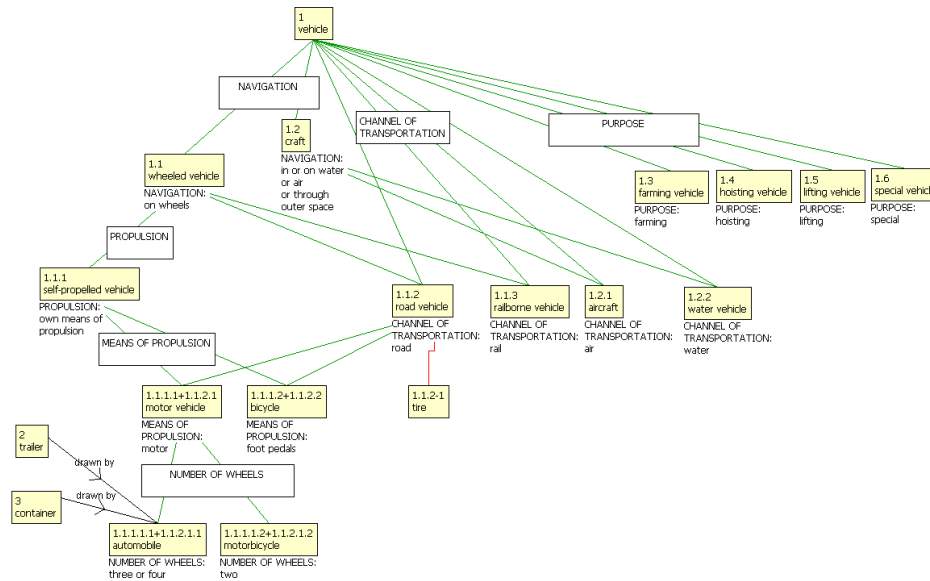 1
vehicle
NAVIGATION
CHANNEL OF
TRANSPORTATION
PURPOSE
1.2
craft
NAVIGATION:
in or on water
or air
or through
outer space
1.1
wheeled vehicle
NAVIGATION:
on wheels
1.3
farming vehicle
PURPOSE:
farming
1.4
hoisting vehicle
PURPOSE:
hoisting
1.5
lifting vehicle
PURPOSE:
lifting
1.6
special vehicle
PURPOSE:
special
PROPULSION
1.1.1
self-propelled vehicle
PROPULSION:
own means of
propulsion
1.1.2
road vehicle
CHANNEL OF
TRANSPORTATION:
road
1.1.3
railborne vehicle
CHANNEL OF
TRANSPORTATION:
rail
1.2.1
aircraft
CHANNEL OF
TRANSPORTATION:
air
1.2.2
water vehicle
CHANNEL OF
TRANSPORTATION:
water
MEANS OF PROPULSION
1.1.1.1+1.1.2.1
motor vehicle
MEANS OF
PROPULSION:
motor
1.1.1.2+1.1.2.2
bicycle
MEANS OF
PROPULSION:
foot pedals
1.1.2-1
tire
2
trailer
drawn by
NUMBER OF WHEELS
3
container
drawn by
1.1.1.1.1+1.1.2.1.1
automobile
NUMBER OF WHEELS:
three or four
1.1.1.1.2+1.1.2.1.2
motorbicycle
NUMBER OF WHEELS:
two